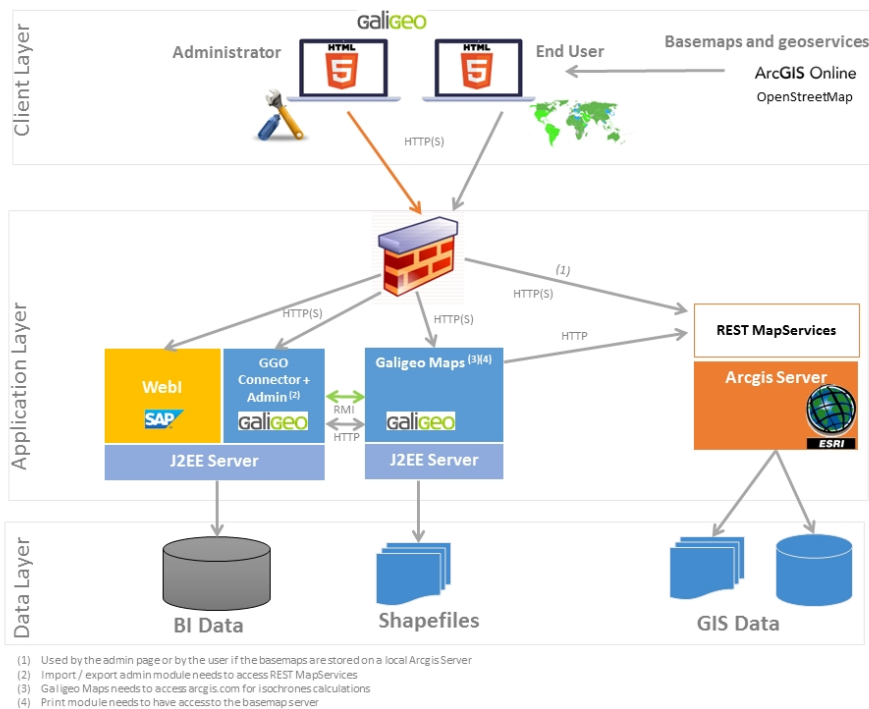 Client Layer
GaliGEO
Administrator
HTML
5
HTML
5
End User
Basemaps and geoservices
ArcGIS Online
OpenStreetMap
HTTP(S)
Application Layer
(1)
HTTP(S)
HTTP(S)
HTTP(S)
HTTP
REST MapServices
WebI
SAP
GGO
Connector +
Admin (2)
GaliGEO
RMI
HTTP
Galigeo Maps (3)(4)
GaliGEO
Arcgis Server
ESRI
J2EE Server
J2EE Server
Data Layer
BI Data
Shapefiles
GIS Data
(1) Used by the admin page or by the user if the basemaps are stored on a local Arcgis Server
(2) Import / export admin module needs to access REST MapServices
(3) Galigeo Maps needs to access arcgis.com for isochrones calculations
(4) Print module needs to have access to the basemap server